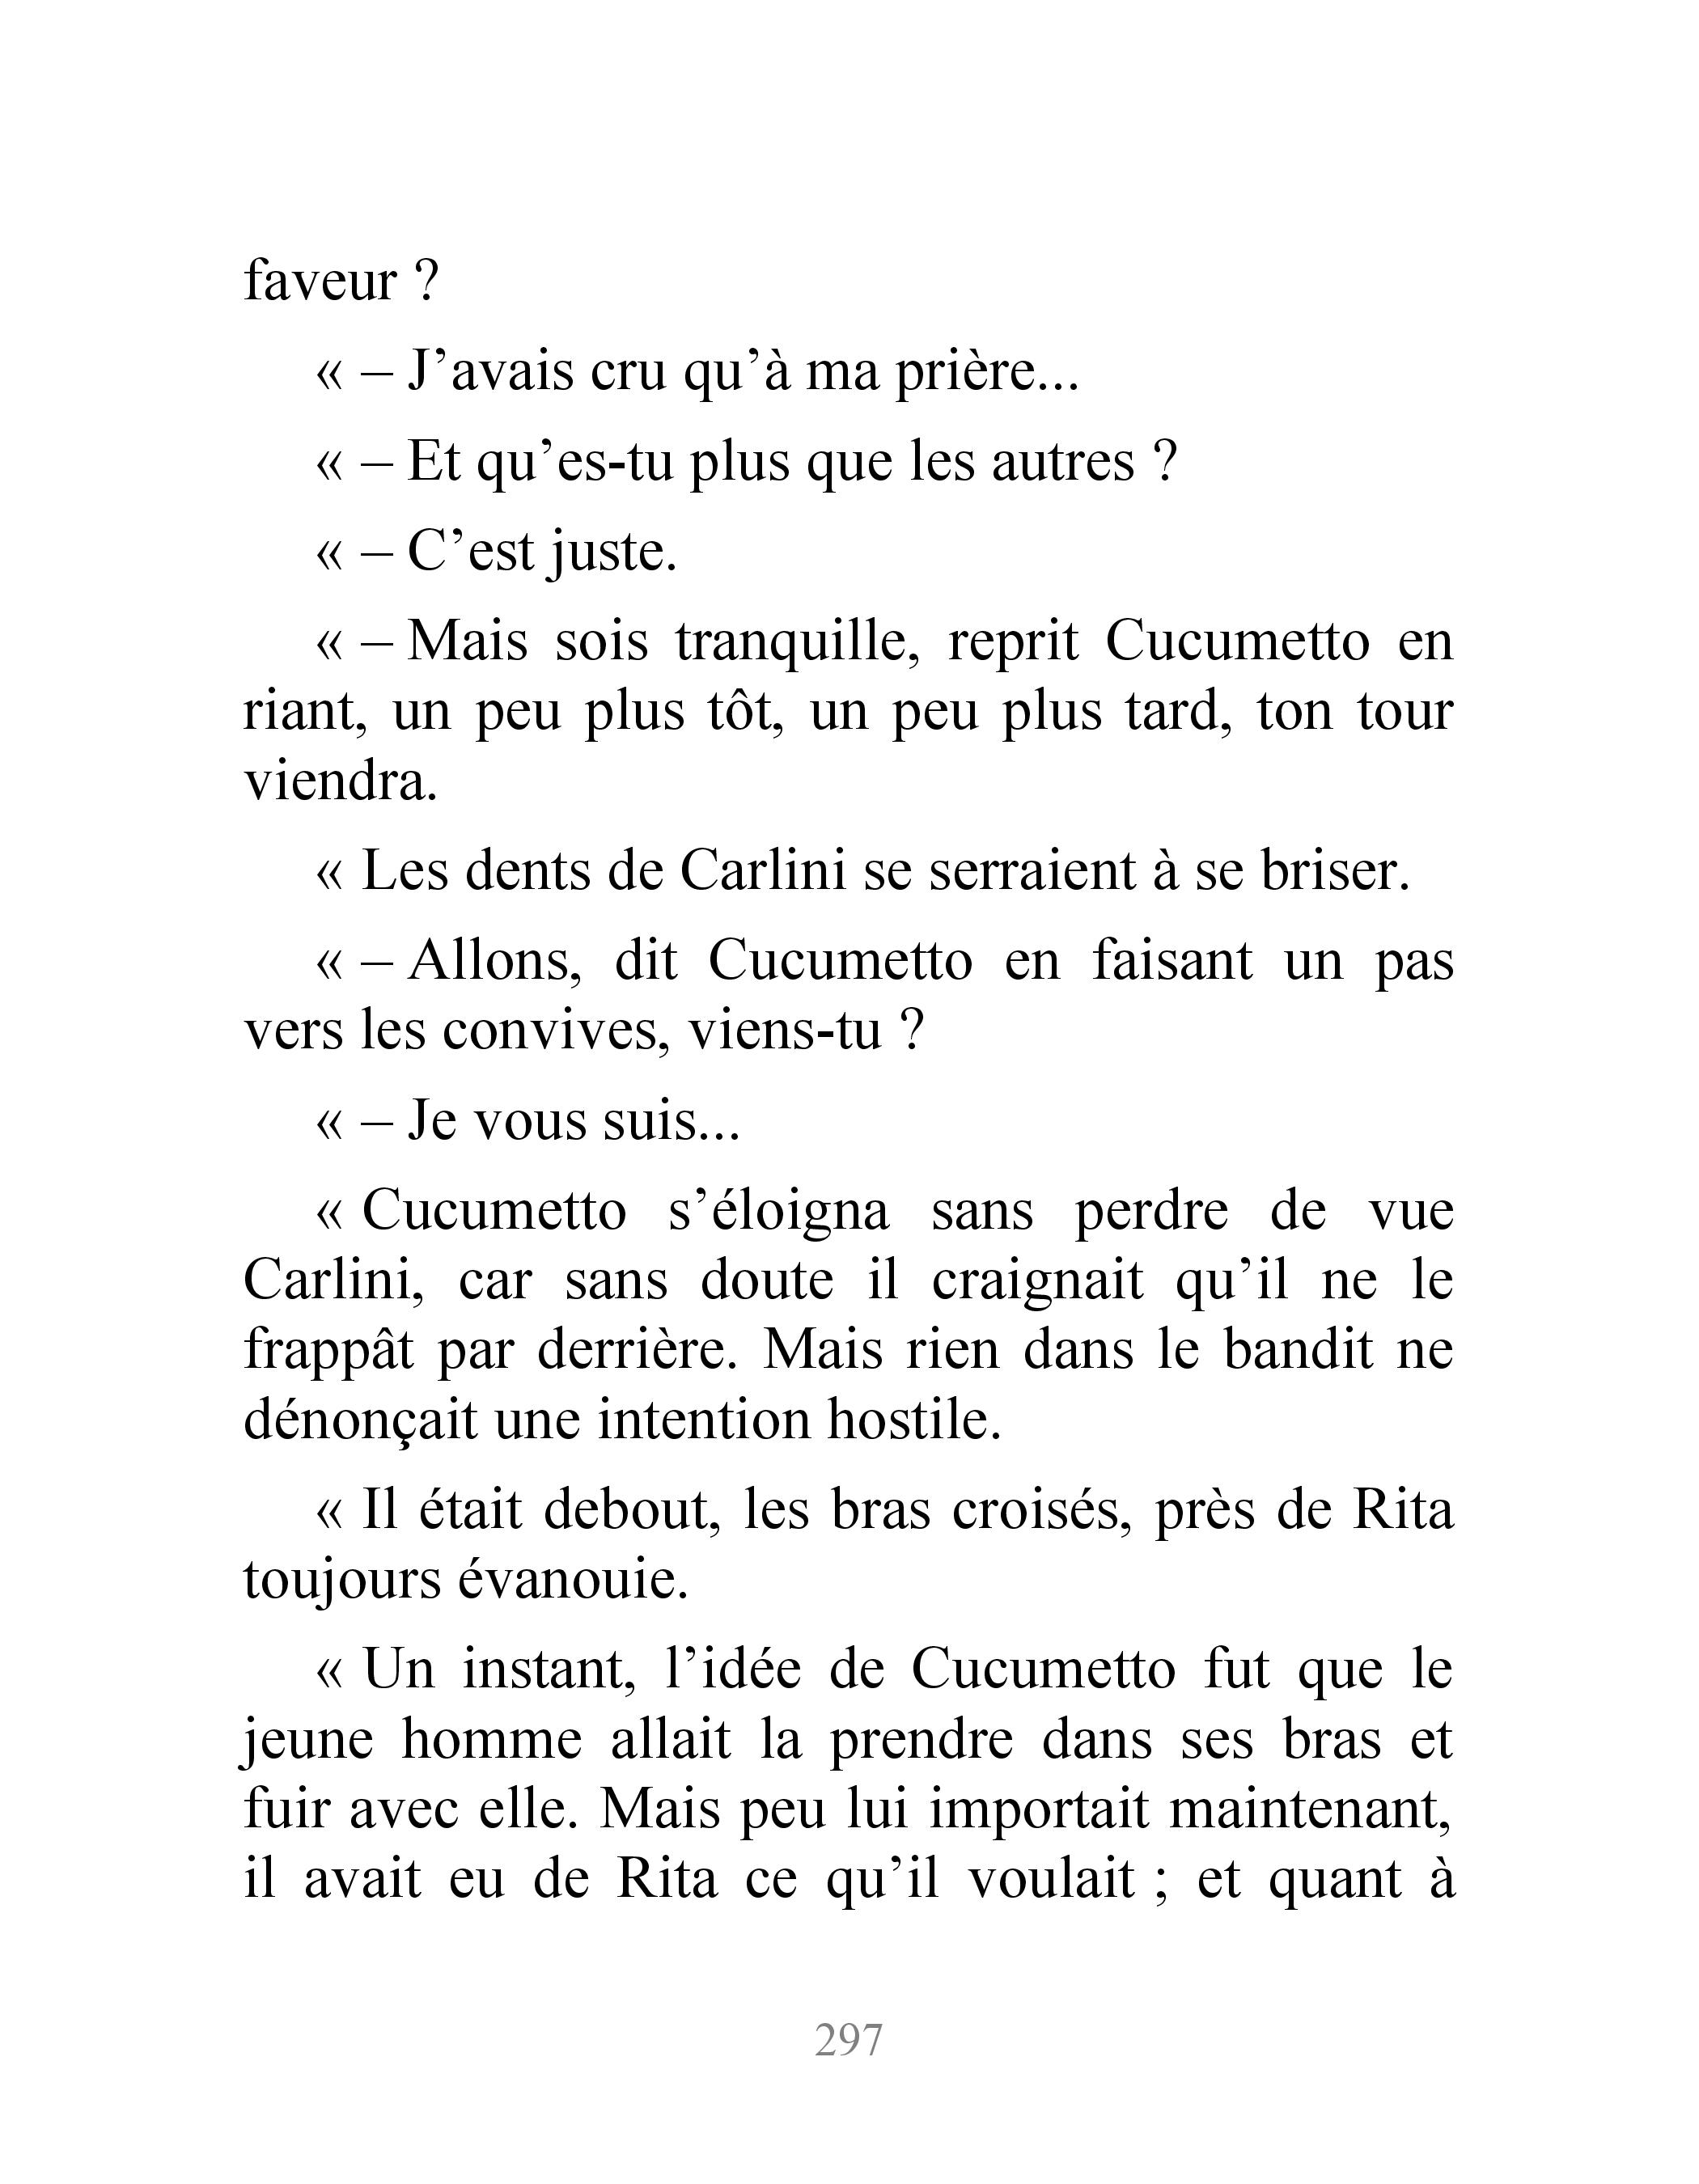 faveur ?
« – J’avais cru qu’à ma prière...
« – Et qu’es-tu plus que les autres ?
« – C’est juste.
« – Mais sois tranquille, reprit Cucumetto en
riant, un peu plus tôt, un peu plus tard, ton tour
viendra.
« Les dents de Carlini se serraient à se briser.
« – Allons, dit Cucumetto en faisant un pas
vers les convives, viens-tu ?
« – Je vous suis...
« Cucumetto s’éloigna sans perdre de vue
Carlini, car sans doute il craignait qu’il ne le
frappât par derrière. Mais rien dans le bandit ne
dénonçait une intention hostile.
« Il était debout, les bras croisés, près de Rita
toujours évanouie.
« Un instant, l’idée de Cucumetto fut que le
jeune homme allait la prendre dans ses bras et
fuir avec elle. Mais peu lui importait maintenant,
il avait eu de Rita ce qu’il voulait ; et quant à
297